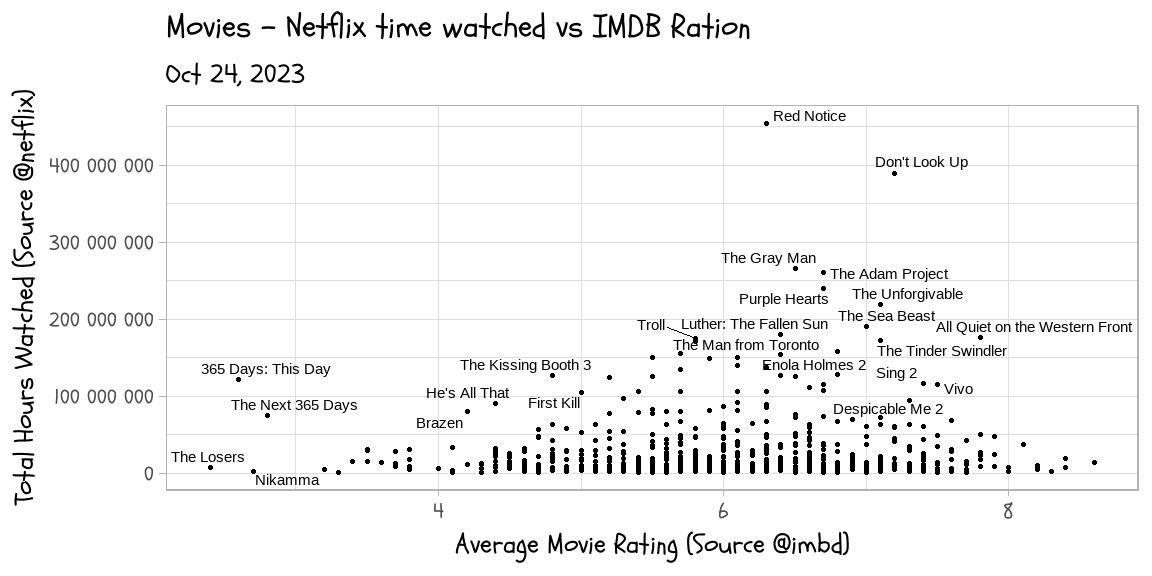 Movies – Netflix time watched vs IMDB Ration
Oct 24, 2023
Total Hours Watched (Source @netflix)
400 000 000
300 000 000
200 000 000
100 000 000
0
Red Notice
Don't Look Up
The Gray Man
The Adam Project
Purple Hearts
The Unforgivable
The Sea Beast
Troll
Luther: The Fallen Sun
All Quiet on the Western Front
The Man from Toronto
The Tinder Swindler
365 Days: This Day
The Kissing Booth 3
Enola Holmes 2
Sing 2
He's All That
Vivo
The Next 365 Days
First Kill
Despicable Me 2
Brazen
The Losers
Nikamma
4
6
8
Average Movie Rating (Source @imbd)